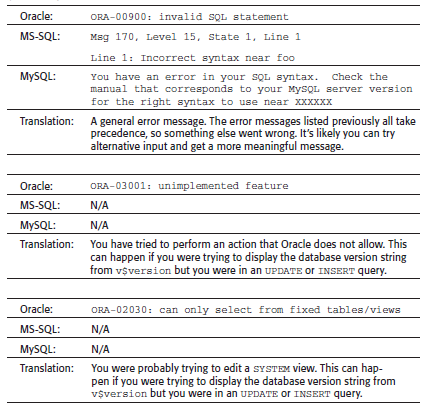 Oracle: ORA-00900: invalid SQL statement
MS-SQL: Msg 170, Level 15, State 1, Line 1
Line 1: Incorrect syntax near foo
MySQL: You have an error in your SQL syntax. Check the
manual that corresponds to your MySQL server version
for the right syntax to use near XXXXXX
Translation: A general error message. The error messages listed previously all take
precedence, so something else went wrong. It's likely you can try
alternative input and get a more meaningful message.
Oracle: ORA-03001: unimplemented feature
MS-SQL: N/A
MySQL: N/A
Translation: You have tried to perform an action that Oracle does not allow. This
can happen if you were trying to display the database version string
from v$version but you were in an UPDATE or INSERT query.
Oracle: ORA-02030: can only select from fixed tables/views
MS-SQL: N/A
MySQL: N/A
Translation: You were probably trying to edit a SYSTEM view. This can hap-
pen if you were trying to display the database version string from
v$version but you were in an UPDATE or INSERT query.